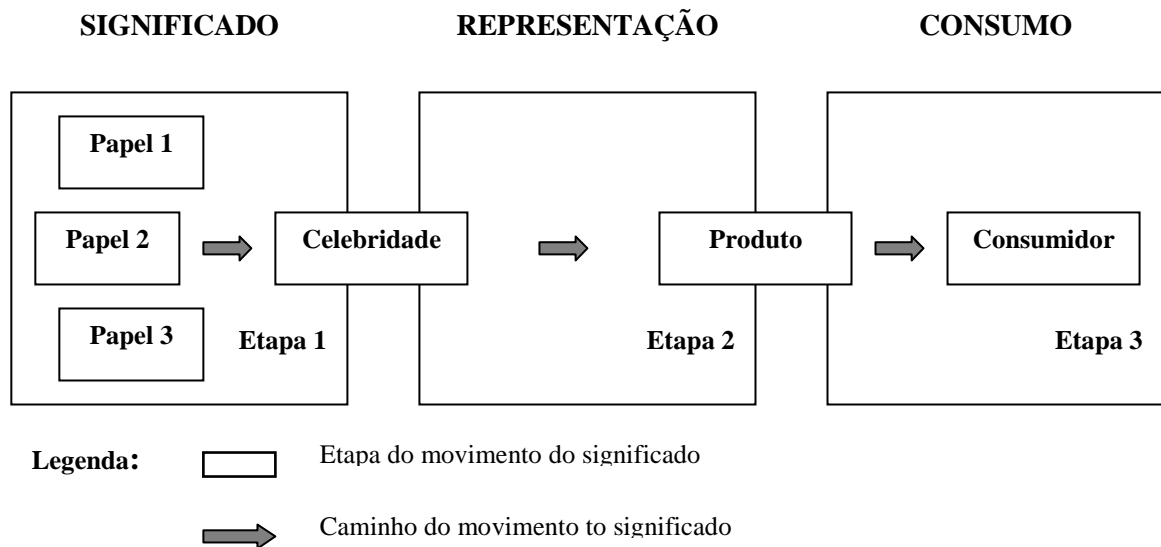 SIGNIFICADO REPRESENTAÇÃO CONSUMO
Papel 1
Papel 2 Celebridade Produto Consumidor
Papel 3 Etapa 1 Etapa 2 Etapa 3
Legenda: Etapa do movimento do significado
Caminho do movimento to significado